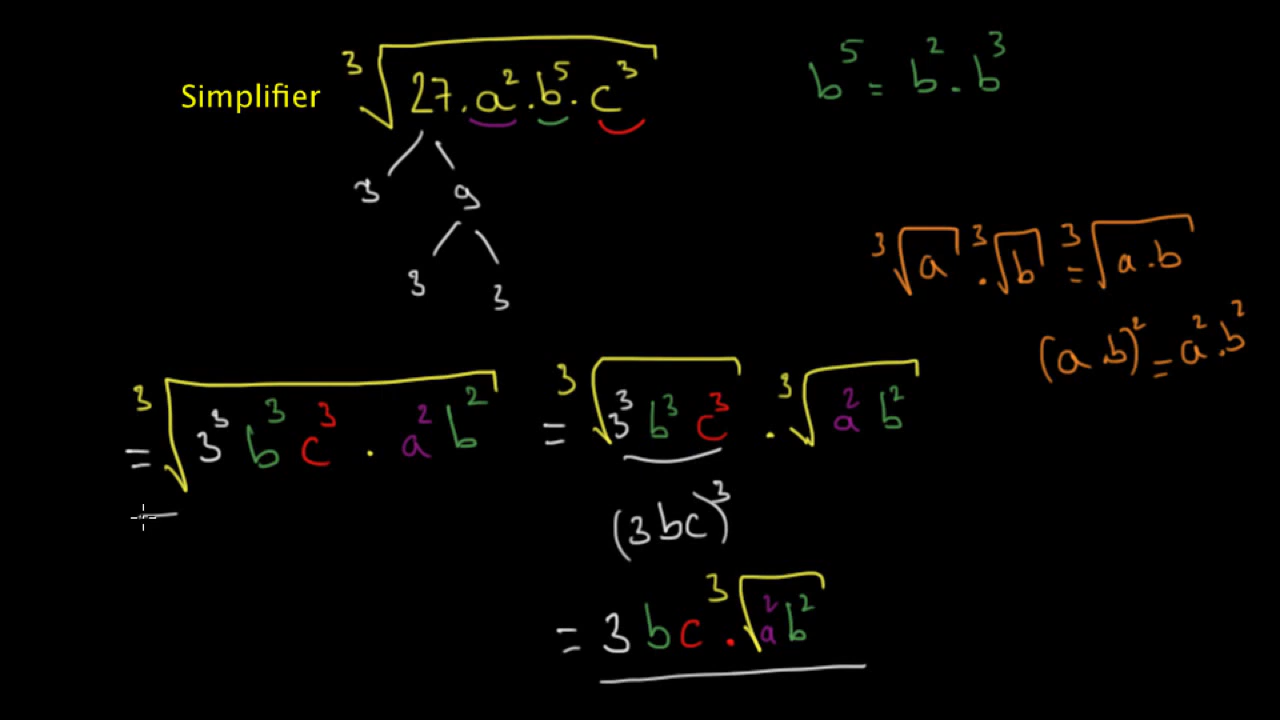 Simplifier ∛(27.a².b⁵.c³)
b⁵ = b².b³
3 9
3 3
∛a . ∛b = ∛(a.b)
(a.b)² = a².b²
= ∛(3³b³c³ . a²b²) = ∛(3³b³c³) . ∛(a²b²)
(3bc)³
= 3bc . ∛(a²b²)